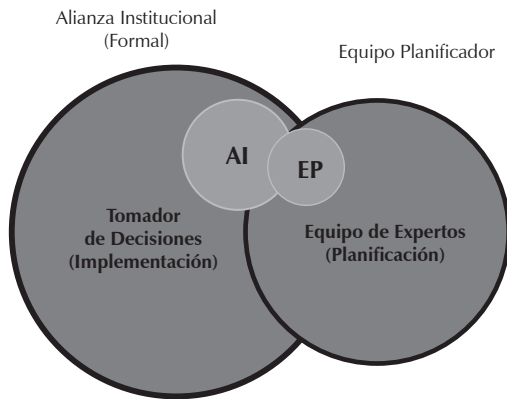 Alianza Institucional
(Formal)
Equipo Planificador
AI
EP
Tomador
de Decisiones
(Implementación)
Equipo de Expertos
(Planificación)